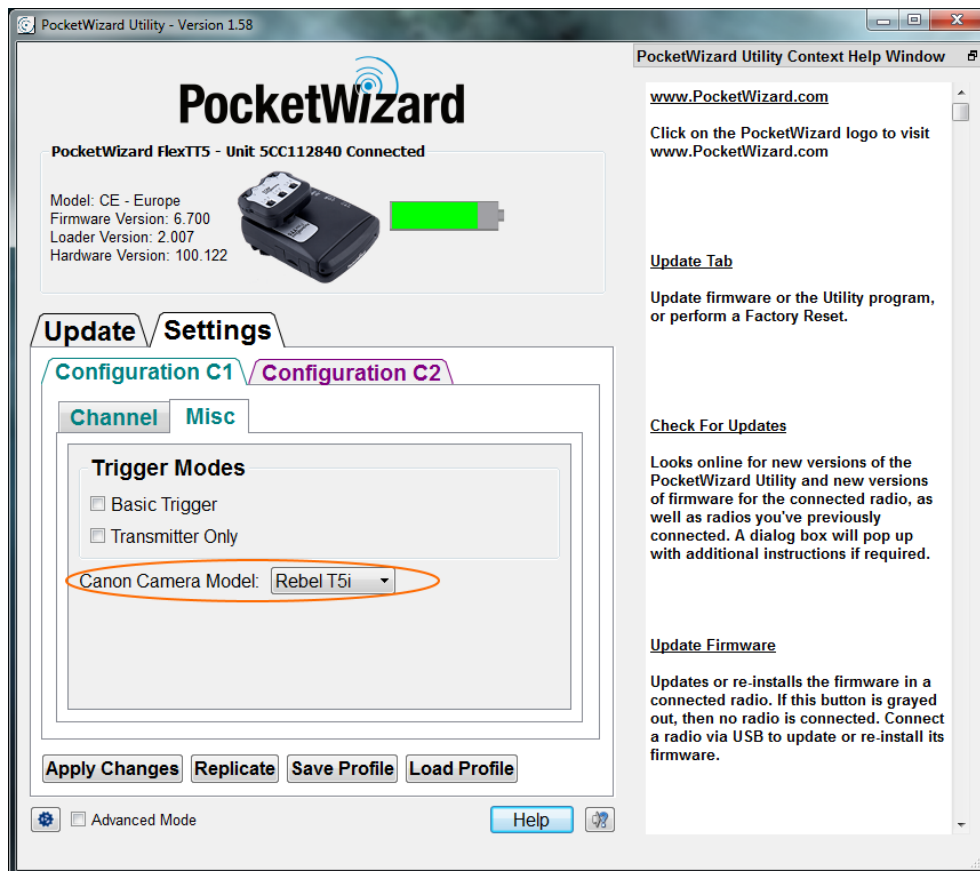 PocketWizard Utility - Version 1.58
PocketWizard
PocketWizard FlexTT5 - Unit 5CC112840 Connected
Model: CE - Europe
Firmware Version: 6.700
Loader Version: 2.007
Hardware Version: 100.122
Update
Settings
Configuration C1
Configuration C2
Channel
Misc
Trigger Modes
Basic Trigger
Transmitter Only
Canon Camera Model: Rebel T5i
Apply Changes
Replicate
Save Profile
Load Profile
Advanced Mode
Help
PocketWizard Utility Context Help Window
www.PocketWizard.com
Click on the PocketWizard logo to visit
www.PocketWizard.com
Update Tab
Update firmware or the Utility program,
or perform a Factory Reset.
Check For Updates
Looks online for new versions of the
PocketWizard Utility and new versions
of firmware for the connected radio, as
well as radios you've previously
connected. A dialog box will pop up
with additional instructions if required.
Update Firmware
Updates or re-installs the firmware in a
connected radio. If this button is grayed
out, then no radio is connected. Connect
a radio via USB to update or re-install its
firmware.